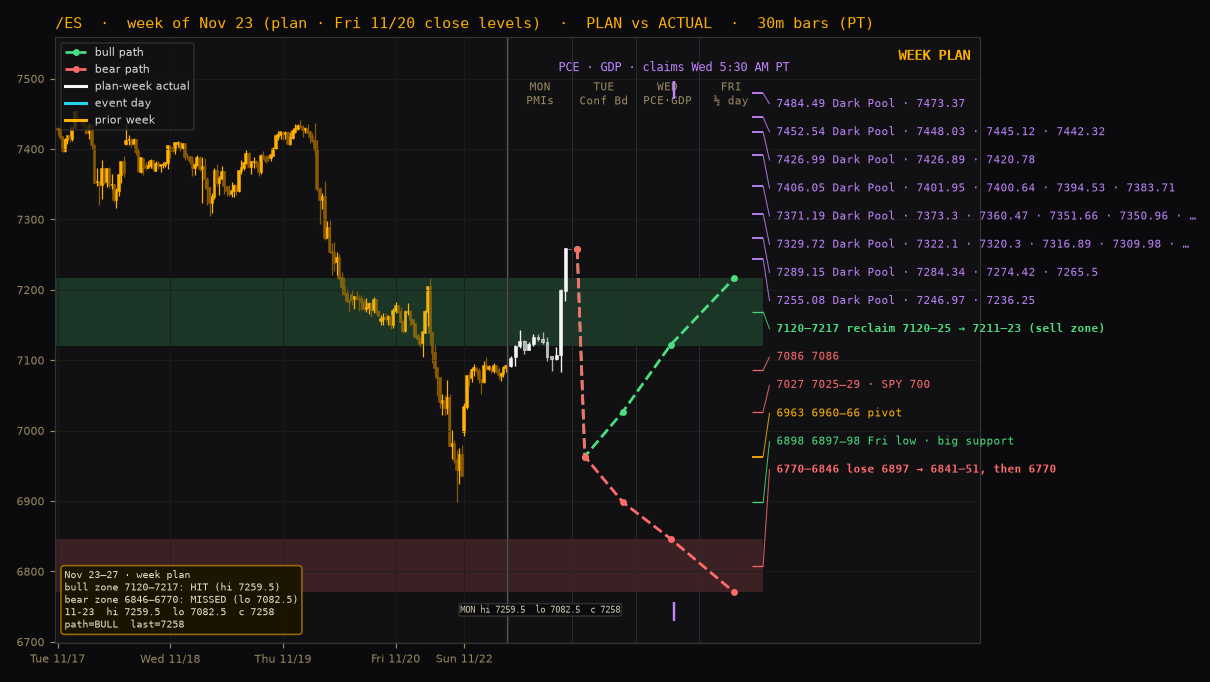 /ES · week of Nov 23 (plan · Fri 11/20 close levels) · PLAN vs ACTUAL · 30m bars (PT)
bull path
bear path
plan-week actual
event day
prior week
WEEK PLAN
PCE · GDP · claims Wed 5:30 AM PT
MON TUE WED FRI
PMIs Conf Bd PCE·GDP ½ day
7484.49 Dark Pool · 7473.37
7452.54 Dark Pool · 7448.03 · 7445.12 · 7442.32
7426.99 Dark Pool · 7426.89 · 7420.78
7406.05 Dark Pool · 7401.95 · 7400.64 · 7394.53 · 7383.71
7371.19 Dark Pool · 7373.3 · 7360.47 · 7351.66 · 7350.96 · …
7329.72 Dark Pool · 7322.1 · 7320.3 · 7316.89 · 7309.98 · …
7289.15 Dark Pool · 7284.34 · 7274.42 · 7265.5
7255.08 Dark Pool · 7246.97 · 7236.25
7120–7217 reclaim 7120–25 → 7211–23 (sell zone)
7086 7086
7027 7025–29 · SPY 700
6963 6960–66 pivot
6898 6897–98 Fri low · big support
6770–6846 lose 6897 → 6841–51, then 6770
7500
7400
7300
7200
7100
7000
6900
6800
6700
Nov 23–27 · week plan
bull zone 7120–7217: HIT (hi 7259.5)
bear zone 6846–6770: MISSED (lo 7082.5)
11-23 hi 7259.5 lo 7082.5 c 7258
path=BULL last=7258
MON hi 7259.5 lo 7082.5 c 7258
Tue 11/17 Wed 11/18 Thu 11/19 Fri 11/20 Sun 11/22